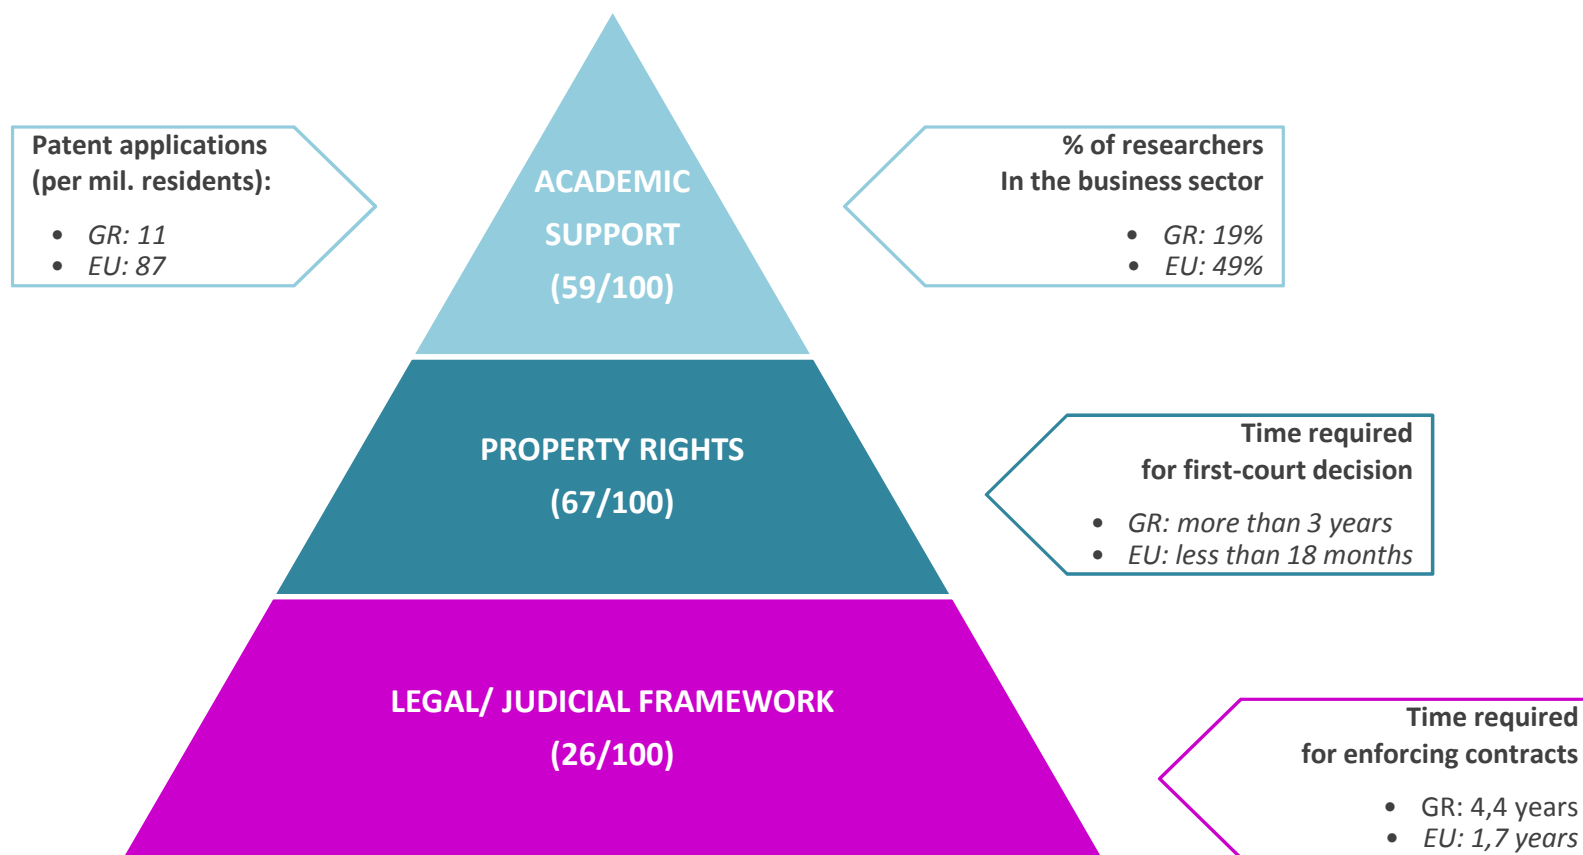 Patent applications
(per mil. residents):
• GR: 11
• EU: 87
ACADEMIC
SUPPORT
(59/100)
% of researchers
In the business sector
• GR: 19%
• EU: 49%
PROPERTY RIGHTS
(67/100)
Time required
for first-court decision
• GR: more than 3 years
• EU: less than 18 months
LEGAL/ JUDICIAL FRAMEWORK
(26/100)
Time required
for enforcing contracts
• GR: 4,4 years
• EU: 1,7 years